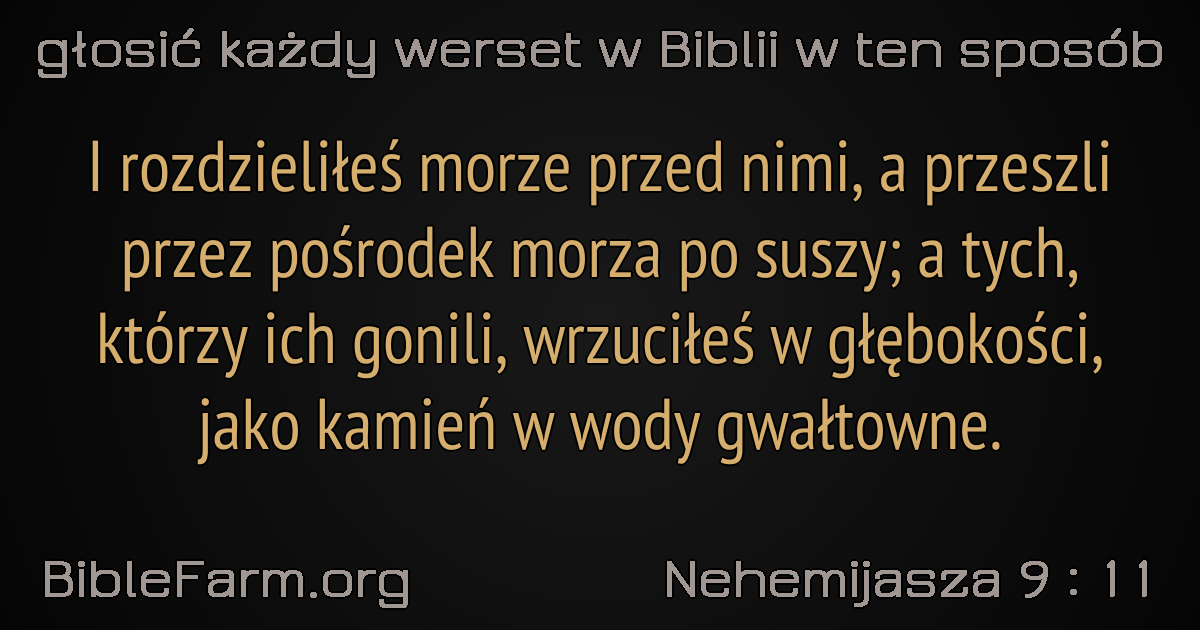 głosić każdy werset w Biblii w ten sposób
I rozdzieliłeś morze przed nimi, a przeszli
przez pośrodek morza po suszy; a tych,
którzy ich gonili, wrzuciłeś w głębokości,
jako kamień w wody gwałtowne.
BibleFarm.org
Nehemijasza 9 : 11